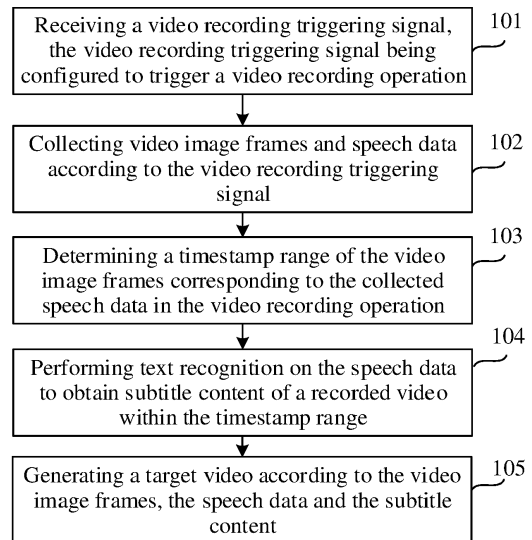 Receiving a video recording triggering signal,
the video recording triggering signal being
configured to trigger a video recording operation
101
Collecting video image frames and speech data
according to the video recording triggering
signal
102
Determining a timestamp range of the video
image frames corresponding to the collected
speech data in the video recording operation
103
Performing text recognition on the speech data
to obtain subtitle content of a recorded video
within the timestamp range
104
Generating a target video according to the video
image frames, the speech data and the subtitle
content
105